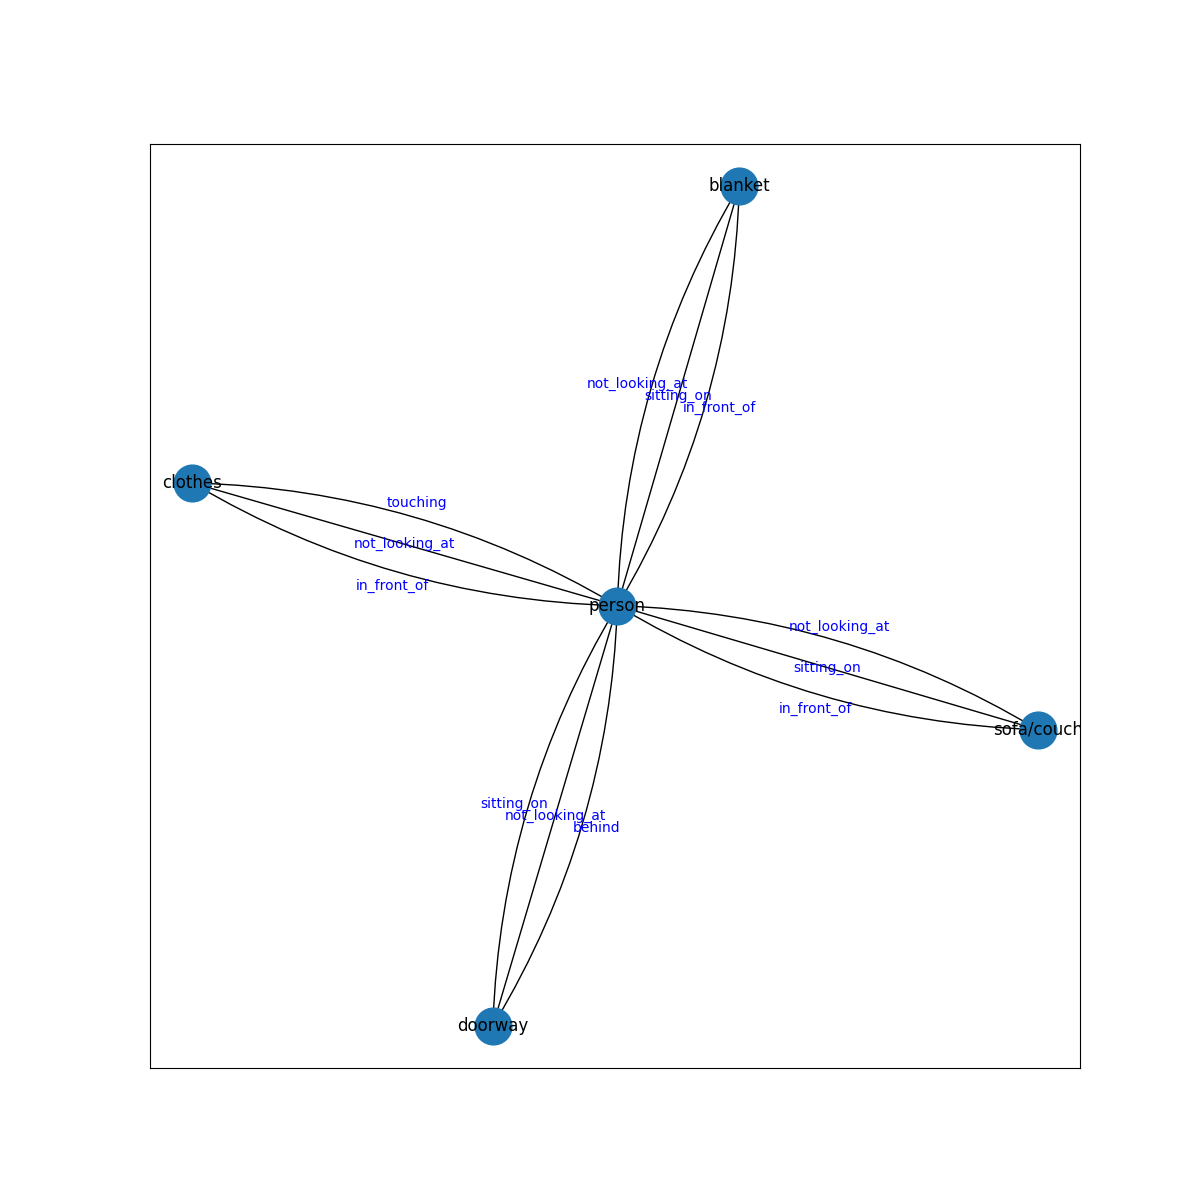 blanket
not_looking_at
sitting_on
in_front_of
clothes
touching
not_looking_at
in_front_of
person
not_looking_at
sitting_on
in_front_of
sofa/couch
sitting_on
not_looking_at
behind
doorway